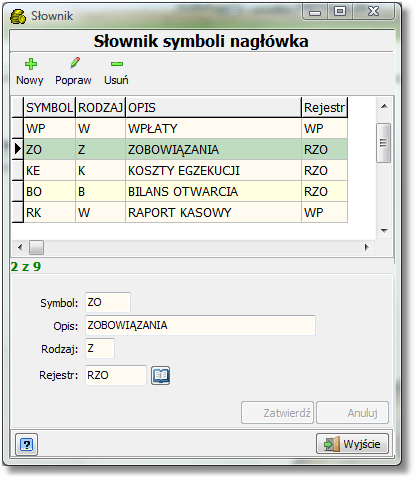 Słownik
Słownik symboli nagłówka
Nowy Popraw Usuń
SYMBOL RODZAJ OPIS Rejestr
WP W WPŁATY WP
ZO Z ZOBOWIĄZANIA RZO
KE K KOSZTY EGZEKUCJI RZO
BO B BILANS OTWARCIA RZO
RK W RAPORT KASOWY WP
2 z 9
Symbol: ZO
Opis: ZOBOWIĄZANIA
Rodzaj: Z
Rejestr: RZO
Zatwierdź Anuluj
? Wyjście